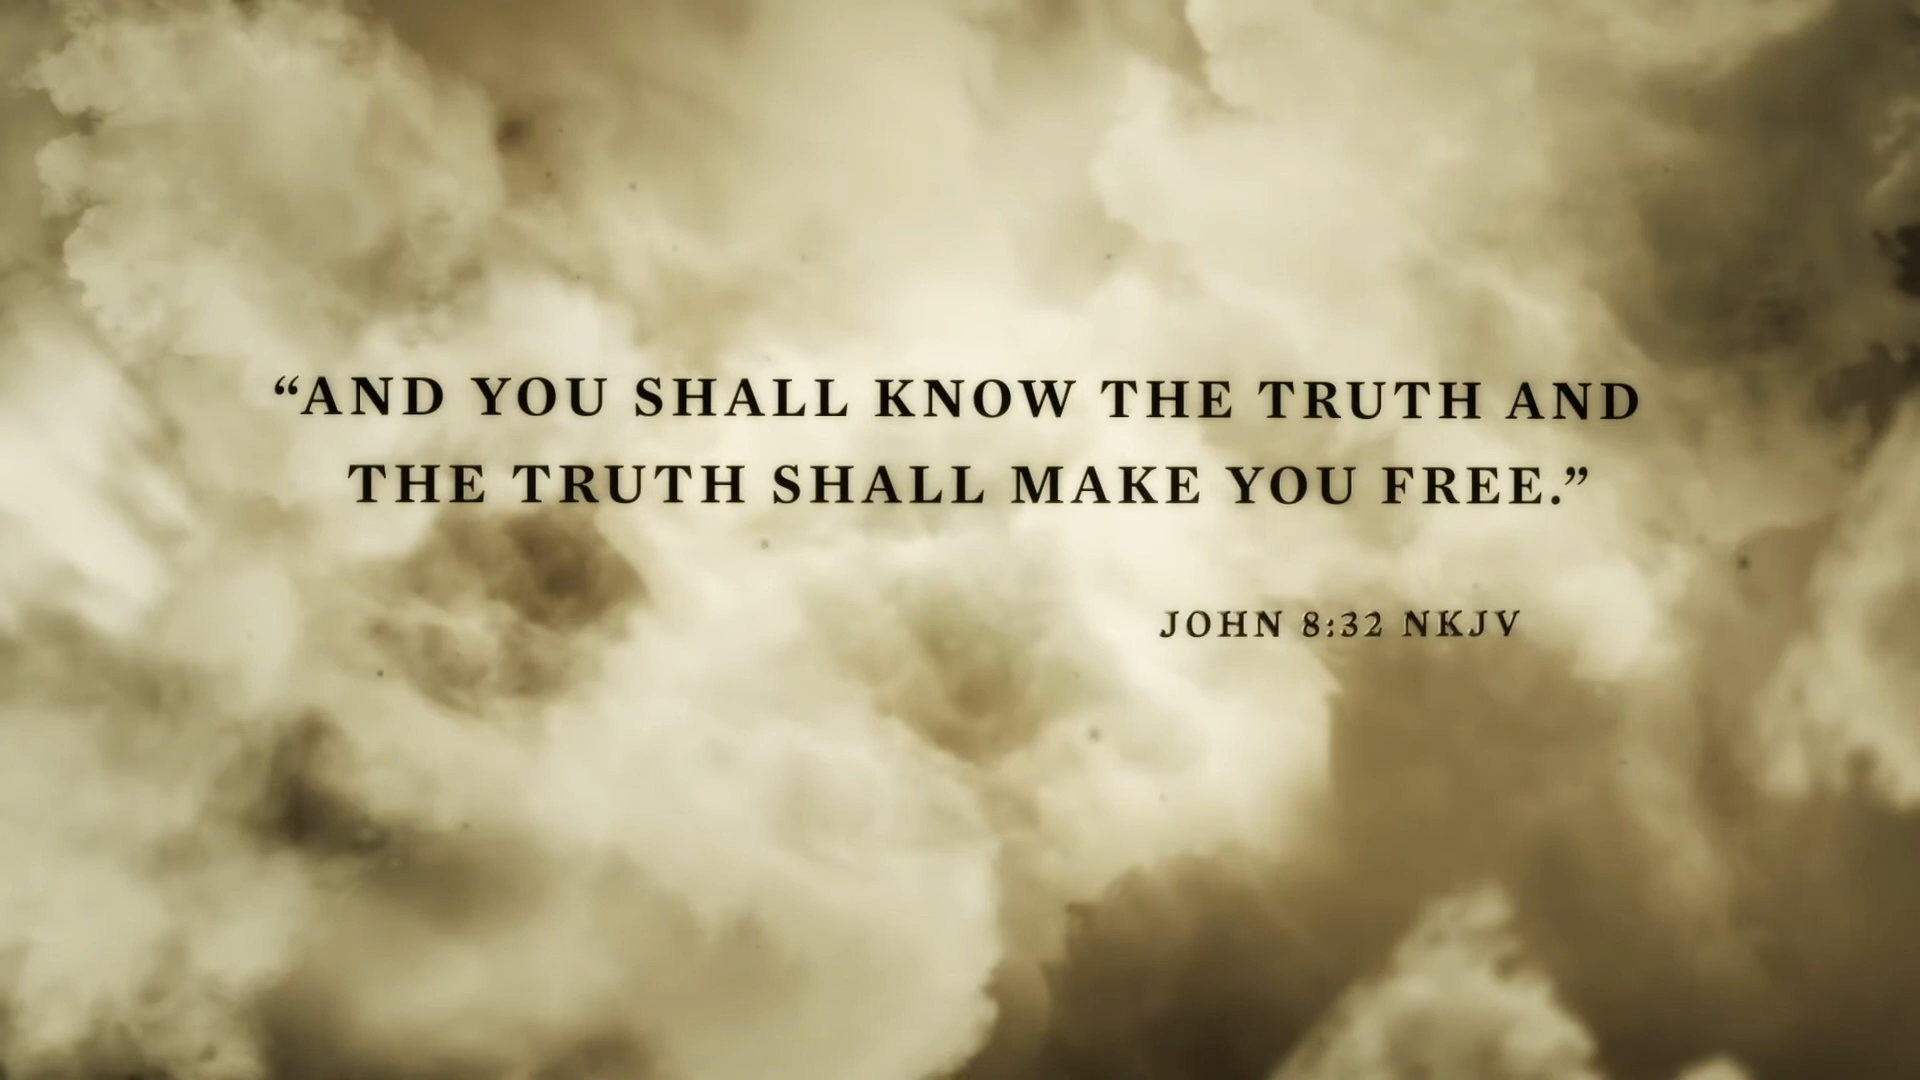 “AND YOU SHALL KNOW THE TRUTH AND
THE TRUTH SHALL MAKE YOU FREE.”
JOHN 8:32 NKJV